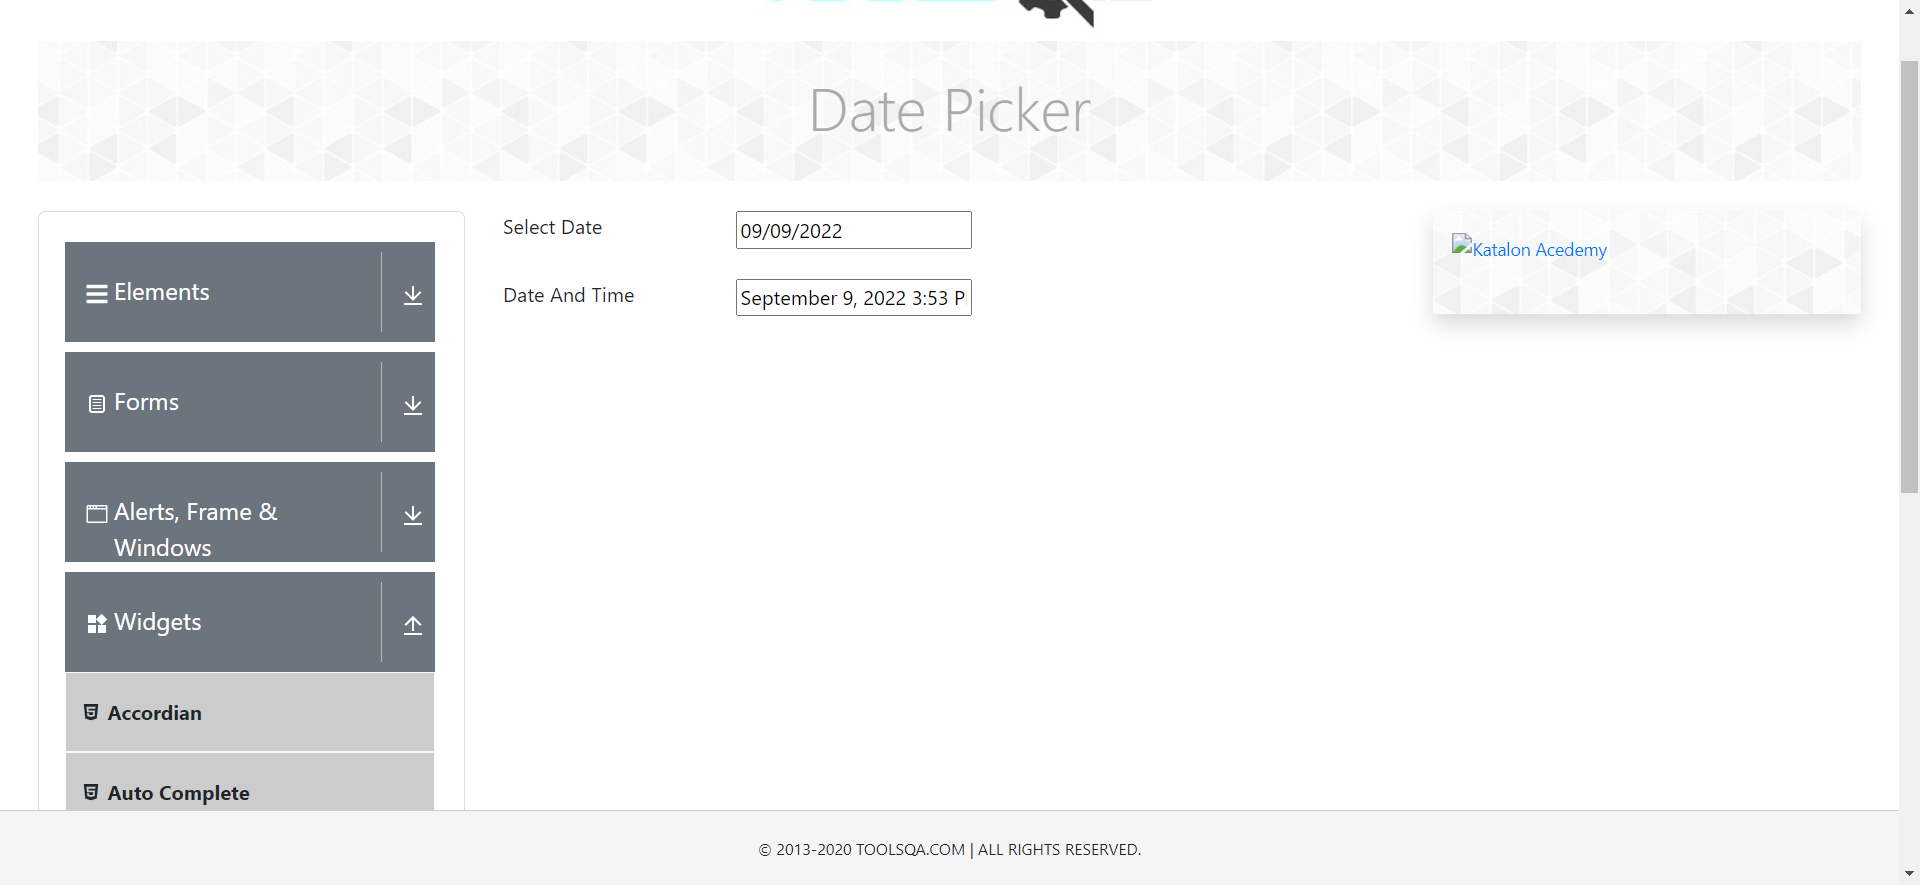 Date Picker
Select Date
09/09/2022
Date And Time
September 9, 2022 3:53 P
Katalon Acedemy
Elements
Forms
Alerts, Frame &
Windows
Widgets
Accordian
Auto Complete
© 2013-2020 TOOLSQA.COM | ALL RIGHTS RESERVED.